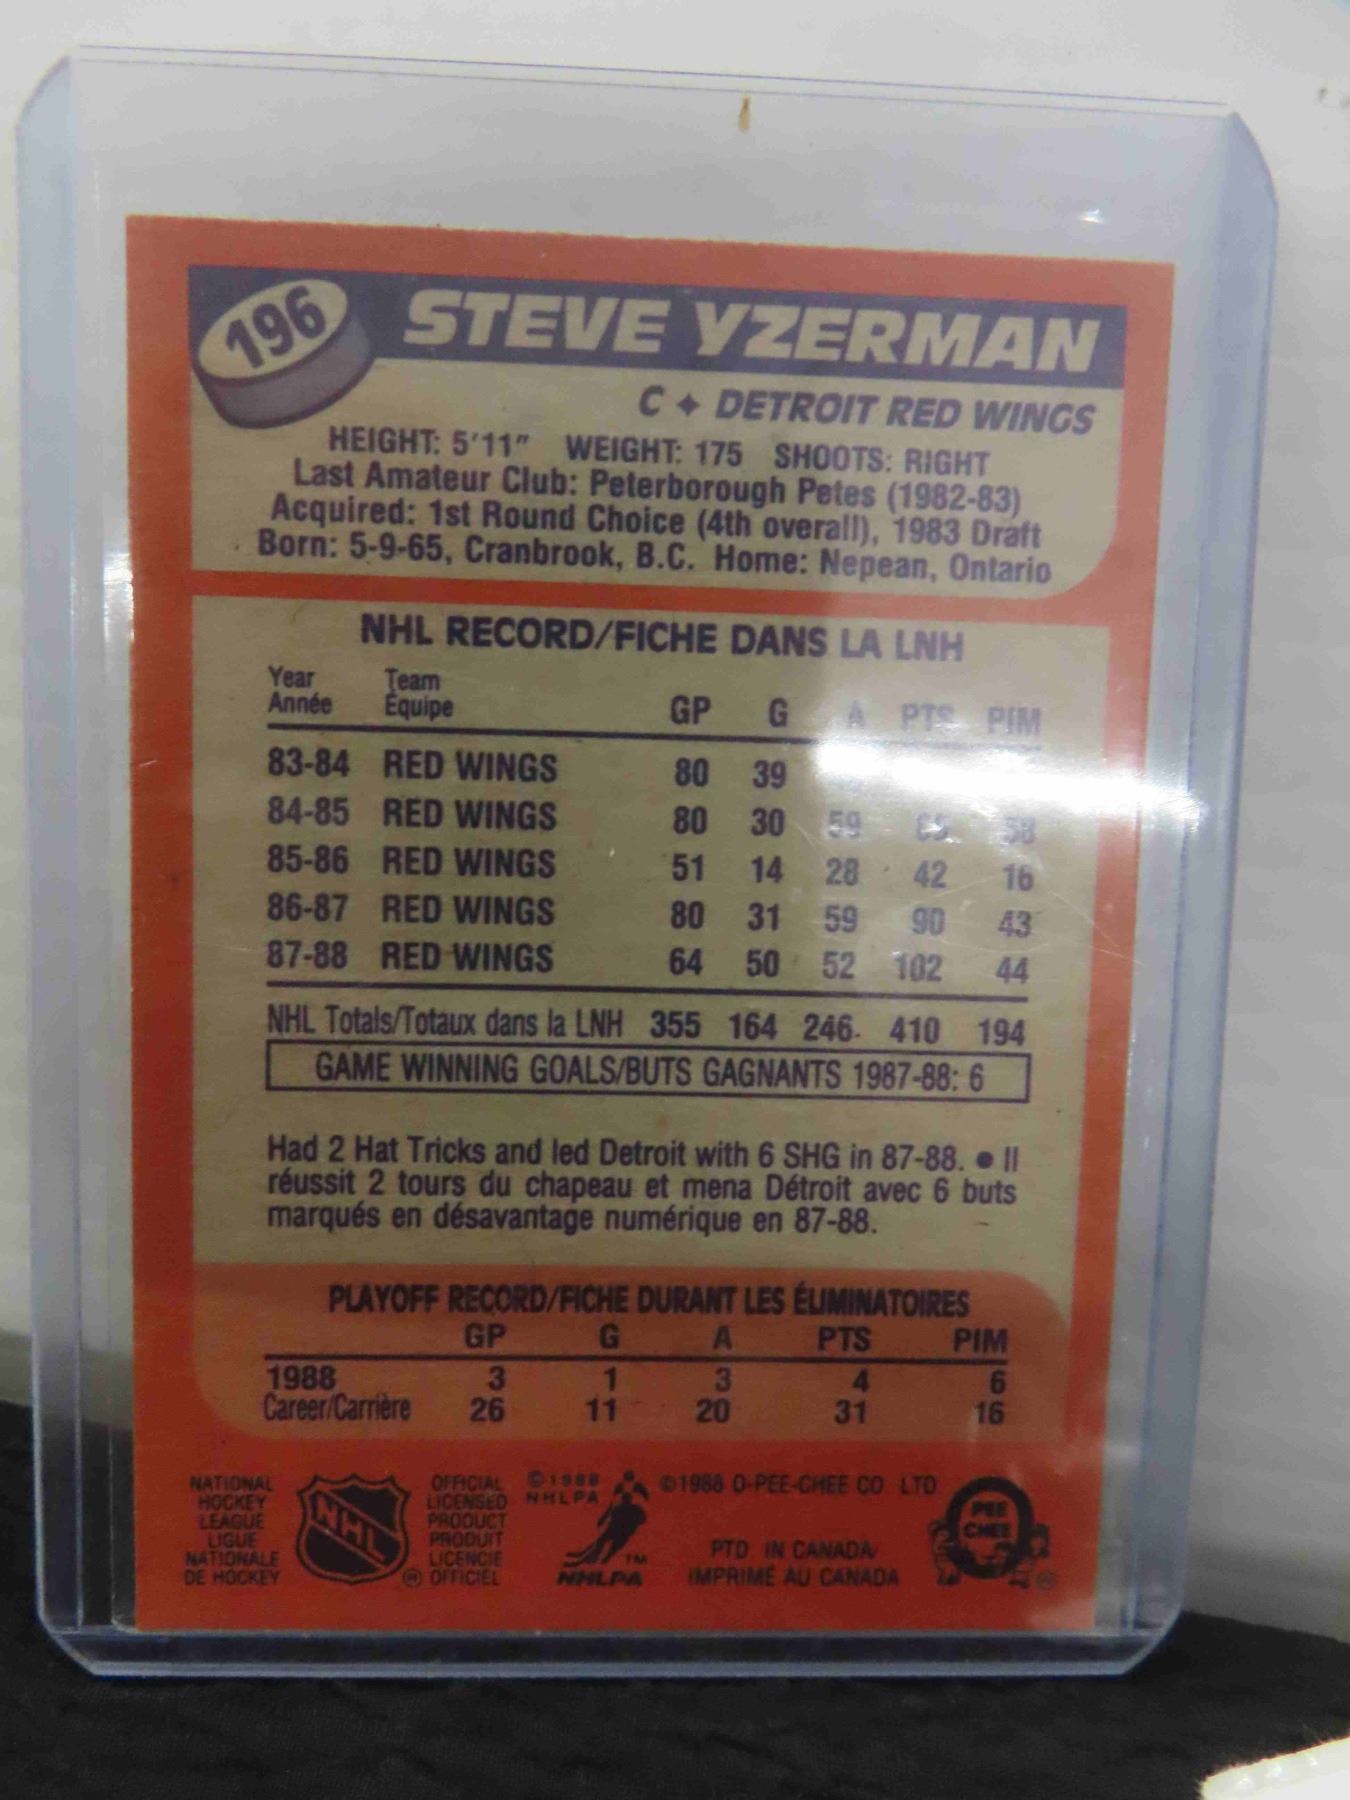 196
STEVE YZERMAN
C ✦ DETROIT RED WINGS
HEIGHT: 5'11" WEIGHT: 175 SHOOTS: RIGHT
Last Amateur Club: Peterborough Petes (1982-83)
Acquired: 1st Round Choice (4th overall), 1983 Draft
Born: 5-9-65, Cranbrook, B.C. Home: Nepean, Ontario
NHL RECORD/FICHE DANS LA LNH
Year Team
Année Équipe GP G A PTS PIM
83-84 RED WINGS 80 39
84-85 RED WINGS 80 30 59 58
85-86 RED WINGS 51 14 28 42 16
86-87 RED WINGS 80 31 59 90 43
87-88 RED WINGS 64 50 52 102 44
NHL Totals/Totaux dans la LNH 355 164 246 410 194
GAME WINNING GOALS/BUTS GAGNANTS 1987-88: 6
Had 2 Hat Tricks and led Detroit with 6 SHG in 87-88. ● Il
réussit 2 tours du chapeau et mena Détroit avec 6 buts
marqués en désavantage numérique en 87-88.
PLAYOFF RECORD/FICHE DURANT LES ÉLIMINATOIRES
GP G A PTS PIM
1988 3 1 3 4 6
Career/Carrière 26 11 20 31 16
NATIONAL
HOCKEY
LEAGUE
LIGUE
NATIONALE
DE HOCKEY
NHL
®
OFFICIAL
LICENSED
PRODUCT
PRODUIT
LICENCIE
OFFICIEL
©1988
NHLPA
TM
NHLPA
©1988 O-PEE-CHEE CO. LTD.
PTD. IN CANADA/
IMPRIMÉ AU CANADA
PEE
CHEE